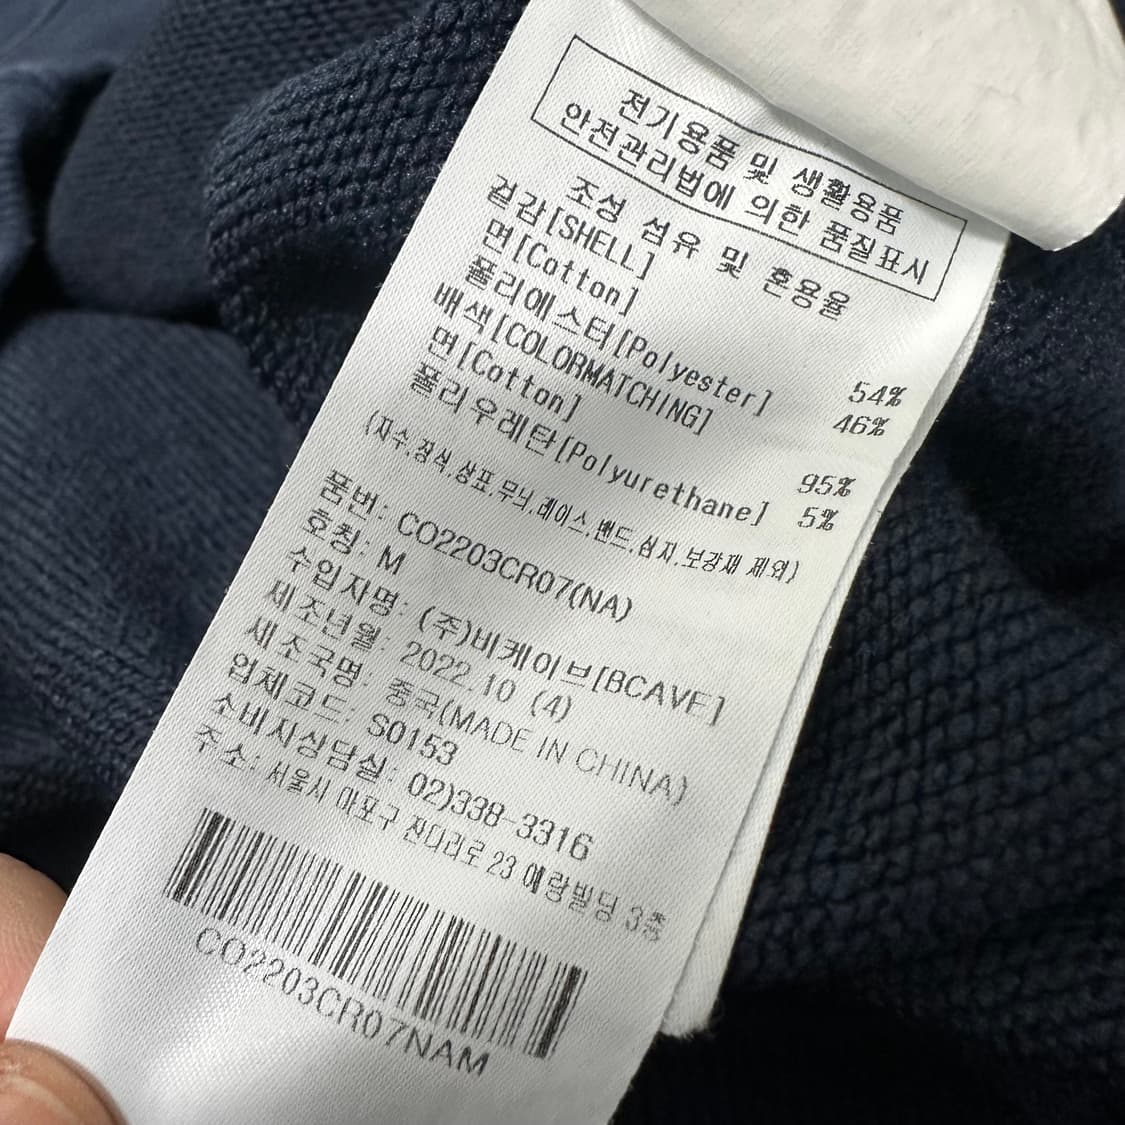 전기용품 및 생활용품
안전관리법에 의한 품질표시
조성 섬유 및 혼용율
겉감[SHELL]
면[Cotton] 54%
폴리에스터[Polyester] 46%
배색[COLORMATCHING]
면[Cotton] 95%
폴리우레탄[Polyurethane] 5%
(자수,장식,상표,무늬,레이스,밴드,심지,보강재 제외)
품번: CO2203CR07(NA)
호칭: M
수입자명: (주)비케이브[BCAVE]
제조년월: 2022.10 (4)
제조국명: 중국(MADE IN CHINA)
업체코드: S0153
소비자상담실: 02)338-3316
주소: 서울시 마포구 잔다리로 23 애랑빌딩 3층
CO2203CR07NAM